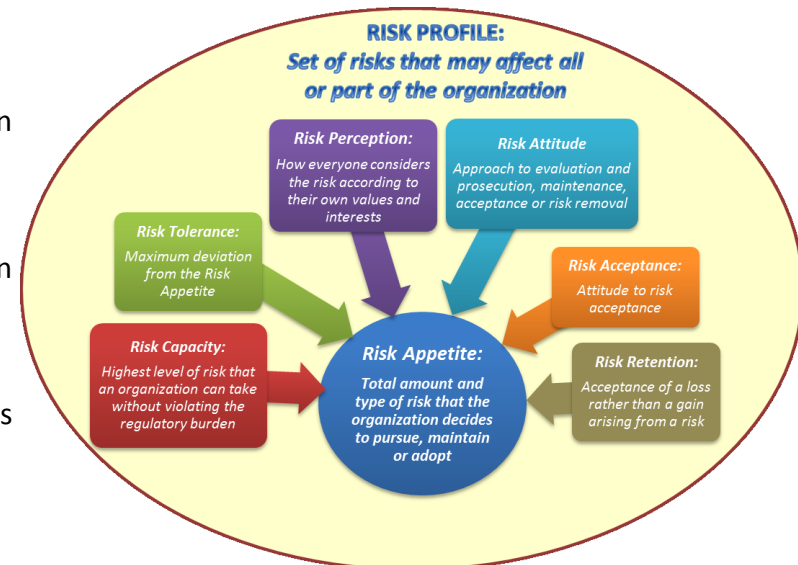 RISK PROFILE:
Set of risks that may affect all
or part of the organization
Risk Perception:
How everyone considers
the risk according to
their own values and
interests
Risk Attitude
Approach to evaluation and
prosecution, maintenance,
acceptance or risk removal
Risk Tolerance:
Maximum deviation
from the Risk
Appetite
Risk Acceptance:
Attitude to risk
acceptance
Risk Capacity:
Highest level of risk that
an organization can take
without violating the
regulatory burden
Risk Appetite:
Total amount and
type of risk that the
organization decides
to pursue, maintain
or adopt
Risk Retention:
Acceptance of a loss
rather than a gain
arising from a risk